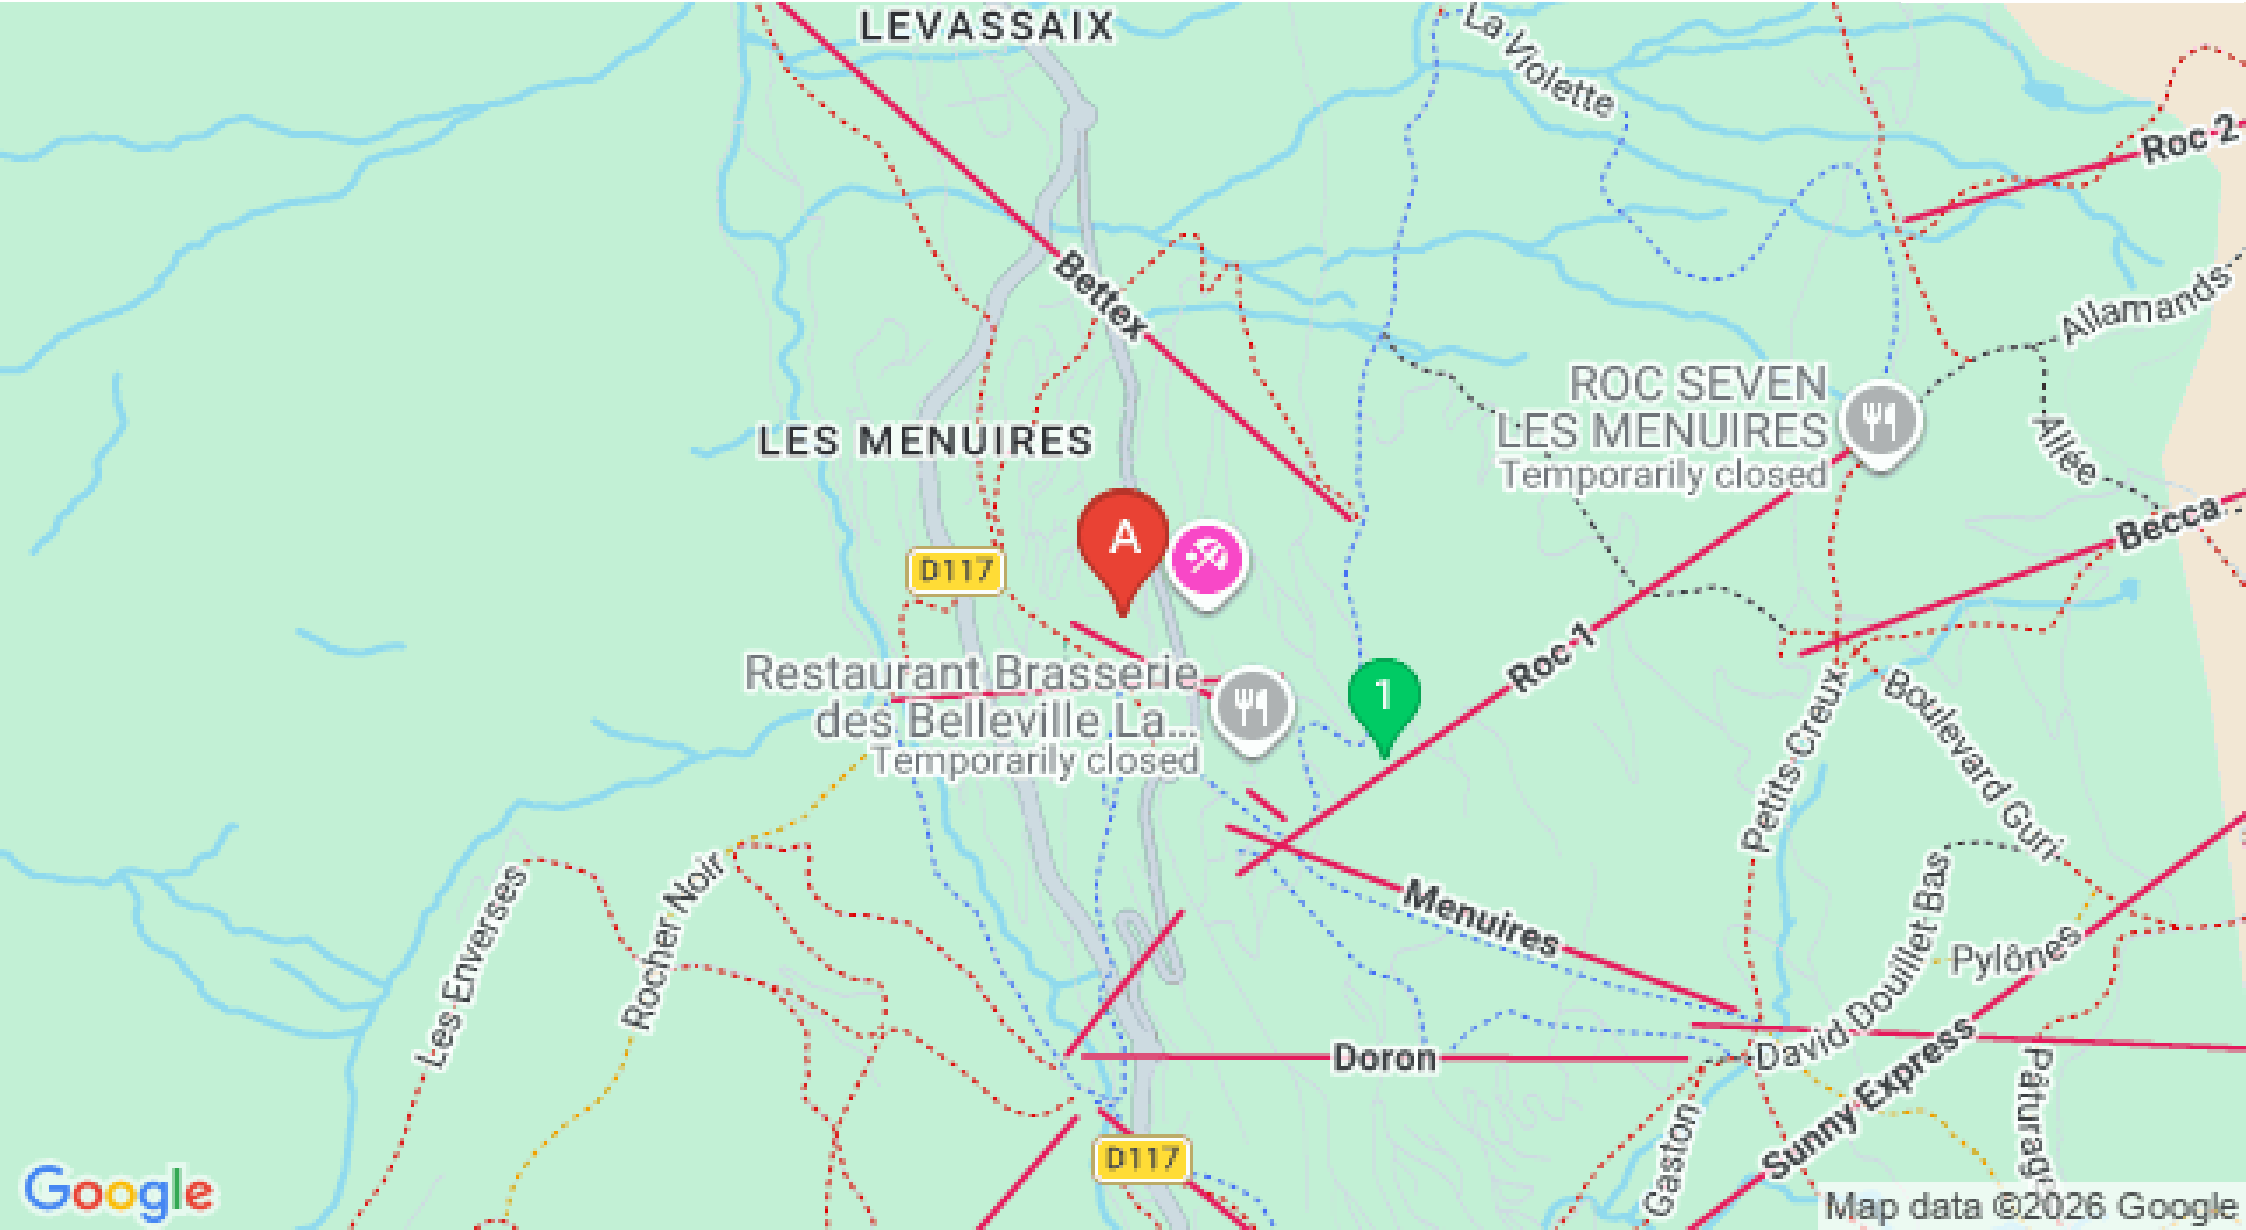 LEVASSAIX
La Violette
Roc 2
Bettex
Allamands
ROC SEVEN
LES MENUIRES
Temporarily closed
LES MENUIRES
Allée
Becca
A
D117
Roc 1
Restaurant Brasserie
des Belleville La...
Temporarily closed
1
Petits Creux
Boulevard Guri
Menuires
Les Enverses
Rocher Noir
David Douillet Bas
Pylônes
Doron
Sunny Express
Gaston
Pâturag
D117
Google
Map data ©2026 Google